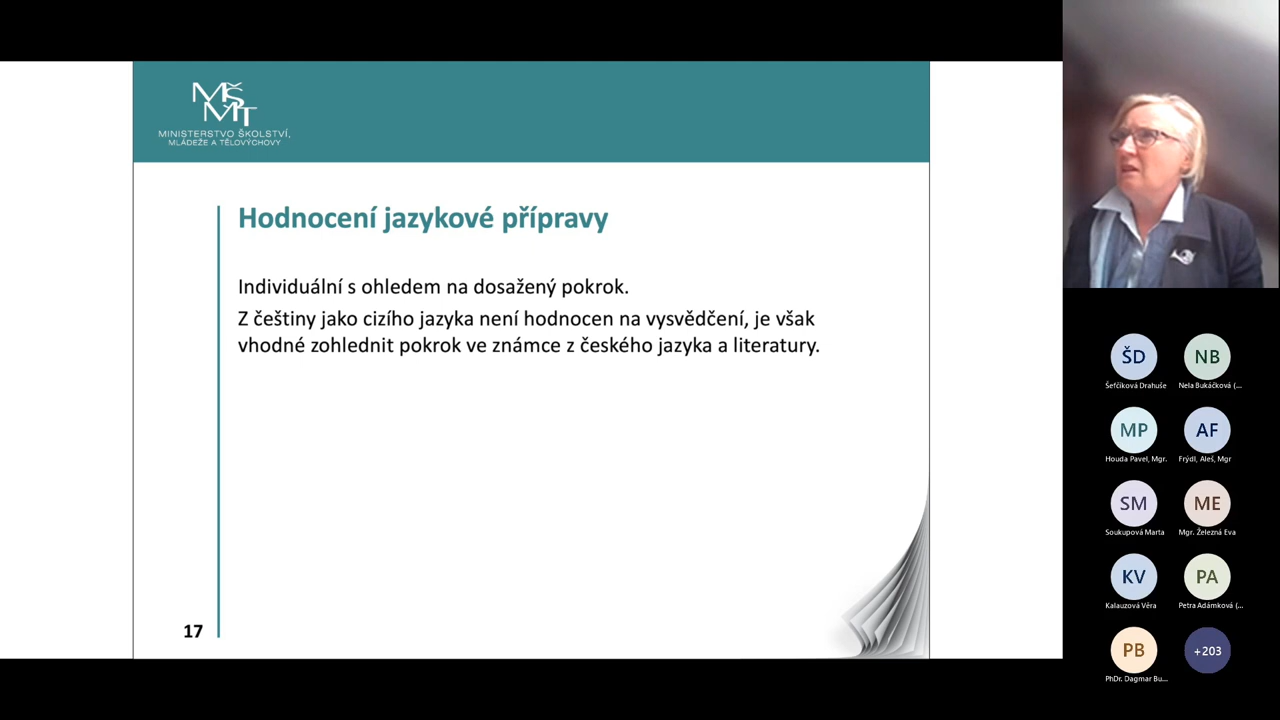 MŠMT
MINISTERSTVO ŠKOLSTVÍ,
MLÁDEŽE A TĚLOVÝCHOVY
Hodnocení jazykové přípravy
Individuální s ohledem na dosažený pokrok.
Z češtiny jako cizího jazyka není hodnocen na vysvědčení, je však
vhodné zohlednit pokrok ve známce z českého jazyka a literatury.
17
ŠD
NB
Šefčíková Drahuše
Nela Bukáčková (...
MP
AF
Houda Pavel, Mgr.
Frýdl, Aleš, Mgr
SM
ME
Soukupová Marta
Mgr. Železná Eva
KV
PA
Kalauzová Věra
Petra Adámková (...
PB
+203
PhDr. Dagmar Bu...